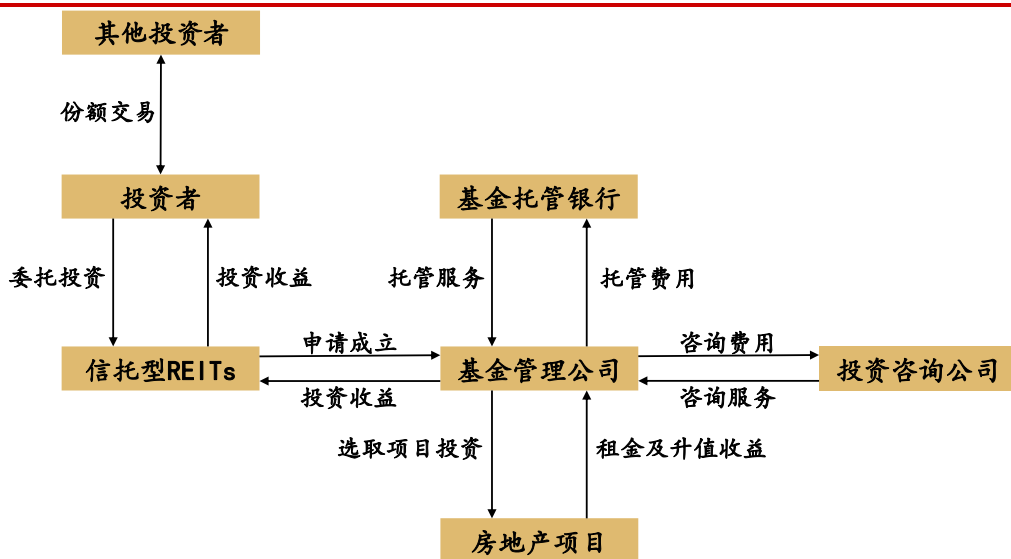 其他投资者
份额交易
投资者
基金托管银行
委托投资
投资收益
托管服务
托管费用
申请成立
咨询费用
信托型REITs
基金管理公司
投资咨询公司
投资收益
咨询服务
选取项目投资
租金及升值收益
房地产项目